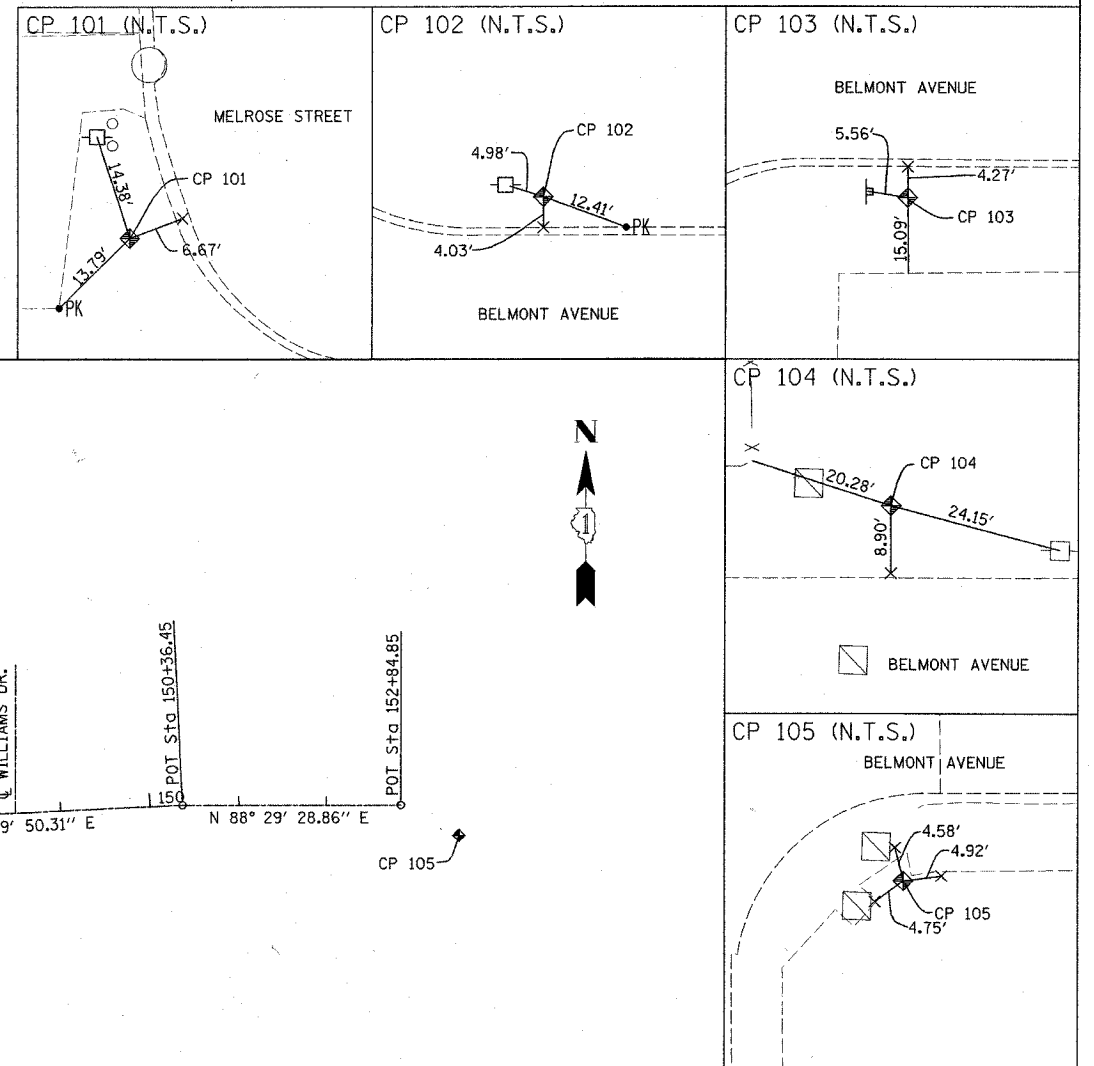 CP 101 (N.T.S.)
MELROSE STREET
14.38'
CP 101
6.67'
13.79'
PK
CP 102 (N.T.S.)
CP 102
4.98'
12.41'
PK
4.03'
BELMONT AVENUE
CP 103 (N.T.S.)
BELMONT AVENUE
5.56'
4.27'
CP 103
15.09'
N
1
CP 104 (N.T.S.)
CP 104
20.28'
24.15'
8.90'
BELMONT AVENUE
℄ WILLIAMS DR.
POT Sta 150+36.45
POT Sta 152+84.85
150
9' 50.31'' E
N 88° 29' 28.86'' E
CP 105
CP 105 (N.T.S.)
BELMONT AVENUE
4.58'
4.92'
CP 105
4.75'